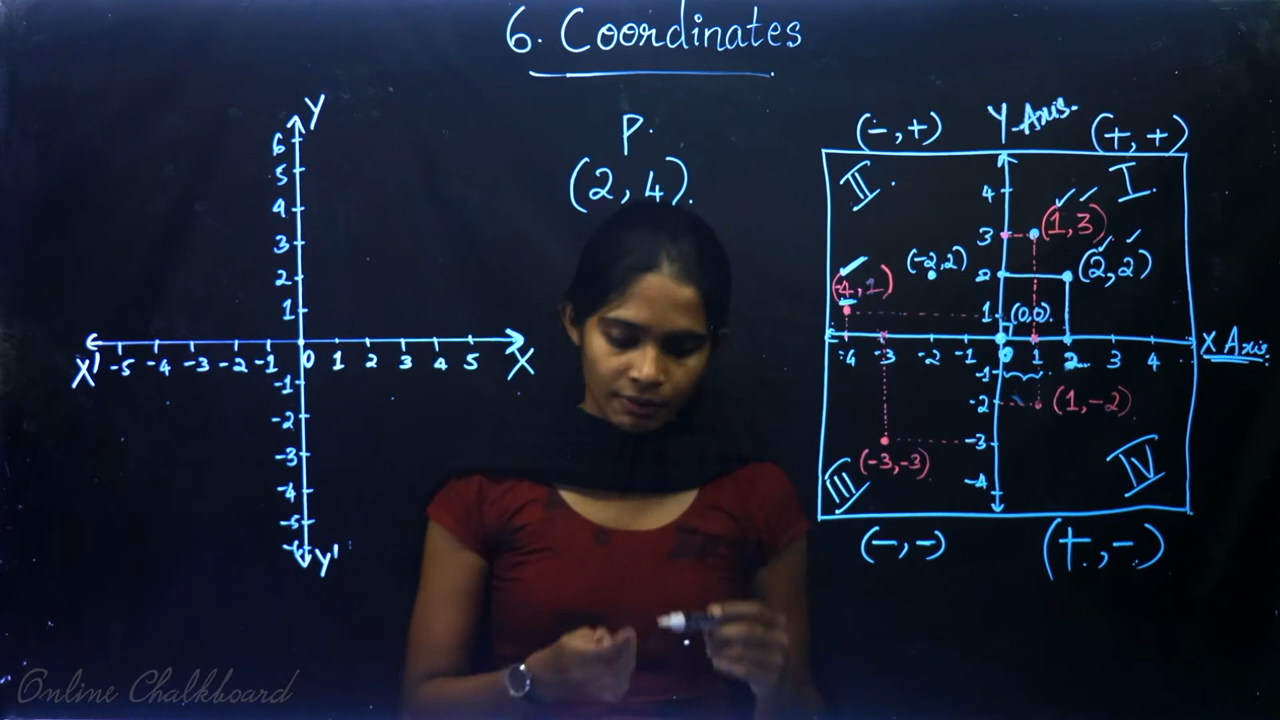 6. Coordinates
Y
6
5
4
3
2
1
X' -5 -4 -3 -2 -1 0 1 2 3 4 5 X
-1
-2
-3
-4
-5
-6
Y'
P.
(2, 4).
(-, +) Y-Axis. (+, +)
II. I.
4
3 (1,3)
(-2,2) 2 (2,2)
(-4,1) 1 (0,0).
-4 -3 -2 -1 0 1 2 3 4 X Axis.
-1
-2 (1,-2)
-3
(-3,-3)
-4
III IV
(-,-) (+,-)
Online Chalkboard